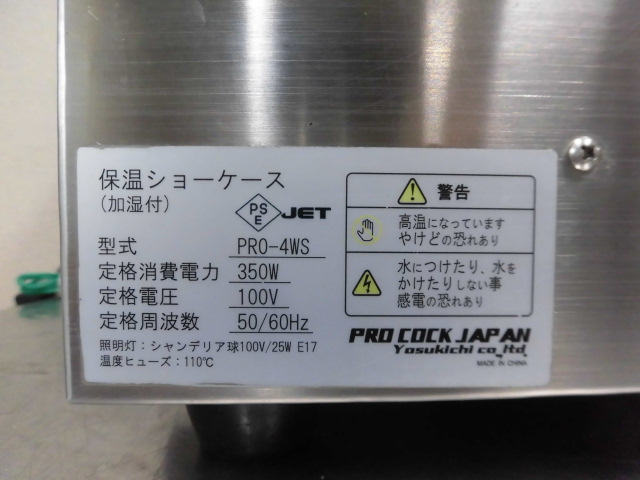 保温ショーケース
(加湿付)
PS
E
JET
型式 PRO-4WS
定格消費電力 350W
定格電圧 100V
定格周波数 50/60Hz
照明灯：シャンデリア球100V/25W E17
温度ヒューズ：110℃
警告
高温になっています
やけどの恐れあり
水につけたり、水を
かけたりしない事
感電の恐れあり
PRO COCK JAPAN
Yasukichi co., ltd.
MADE IN CHINA